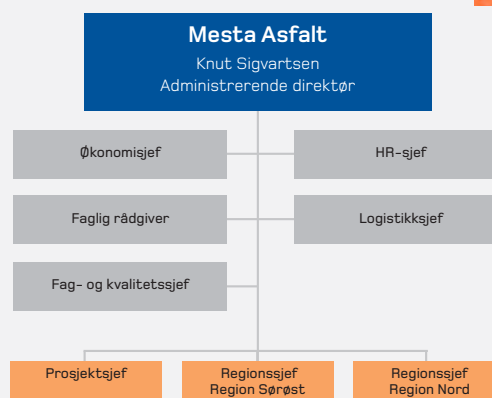 Mesta Asfalt
Knut Sigvartsen
Administrerende direktør
Økonomisjef
HR-sjef
Faglig rådgiver
Logistikksjef
Fag- og kvalitetssjef
Prosjektsjef
Regionssjef
Region Sørøst
Regionssjef
Region Nord